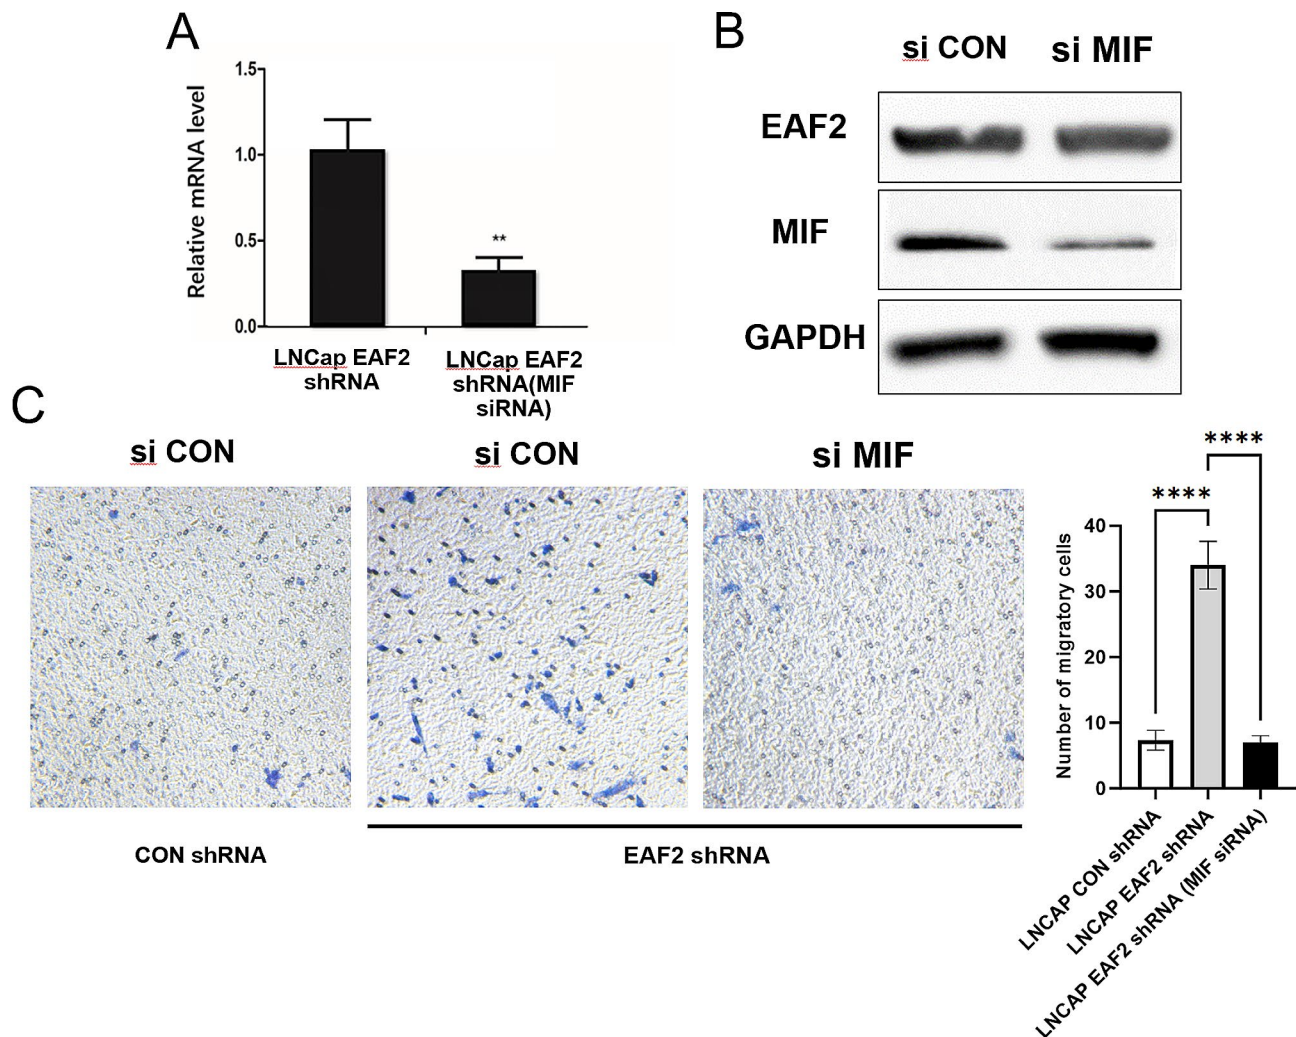 A
Relative mRNA level
1.5
1.0
0.5
0.0
**
LNCap EAF2
shRNA
LNCap EAF2
shRNA(MIF
siRNA)
B
si CON
si MIF
EAF2
MIF
GAPDH
C
si CON
si CON
si MIF
CON shRNA
EAF2 shRNA
****
****
Number of migratory cells
40
30
20
10
0
LNCAP CON shRNA
LNCAP EAF2 shRNA
LNCAP EAF2 shRNA (MIF siRNA)